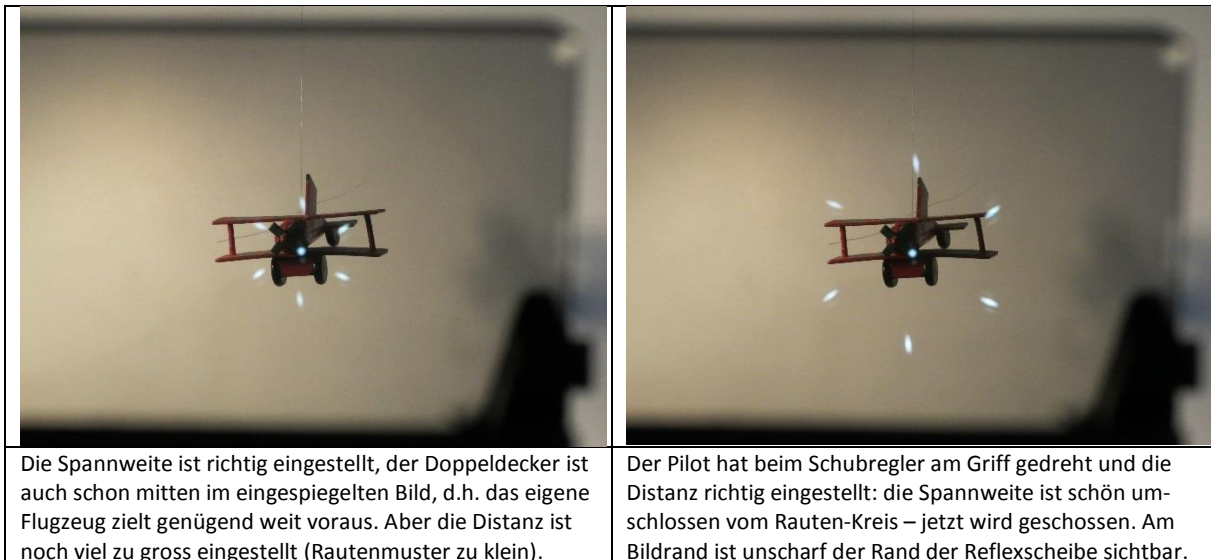 Die Spannweite ist richtig eingestellt, der Doppeldecker ist
auch schon mitten im eingespiegelten Bild, d.h. das eigene
Flugzeug zielt genügend weit voraus. Aber die Distanz ist
noch viel zu gross eingestellt (Rautenmuster zu klein).
Der Pilot hat beim Schubregler am Griff gedreht und die
Distanz richtig eingestellt: die Spannweite ist schön um-
schlossen vom Rauten-Kreis – jetzt wird geschossen. Am
Bildrand ist unscharf der Rand der Reflexscheibe sichtbar.